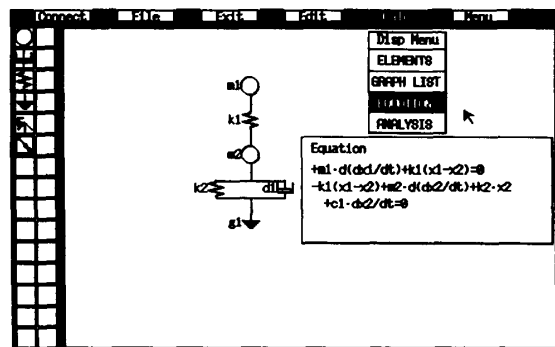 Connect File Exit Edit Menu
Disp Menu
ELEMENTS
GRAPH LIST
EQUATION
ANALYSIS
m1
k1
m2
k2 d1
g1
Equation
+m1·d(dx1/dt)+k1(x1-x2)=0
-k1(x1-x2)+m2·d(dx2/dt)+k2·x2
+c1·dx2/dt=0